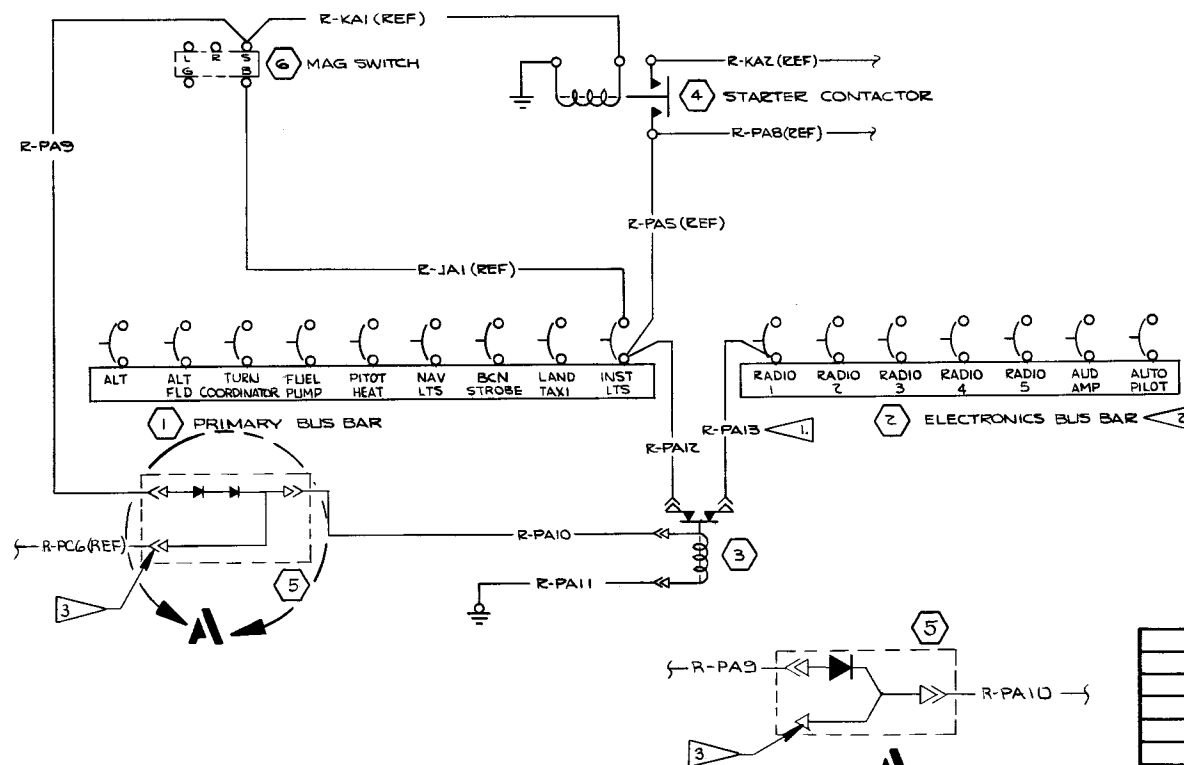 R-KA1 (REF)
L R S
G B
6 MAG SWITCH
R-KA2 (REF)
4 STARTER CONTACTOR
R-PA8 (REF)
R-PA9
R-PA5 (REF)
R-JA1 (REF)
ALT
ALT FLD
TURN COORDINATOR
FUEL PUMP
PITOT HEAT
NAV LTS
BCN STROBE
LAND TAXI
INST LTS
RADIO 1
RADIO 2
RADIO 3
RADIO 4
RADIO 5
AUD AMP
AUTO PILOT
1 PRIMARY BUS BAR
R-PA12
R-PA13 1.
2 ELECTRONICS BUS BAR 2
R-PC6 (REF)
R-PA10
3
R-PA11
5
3
A
5
R-PA9
R-PA10
3